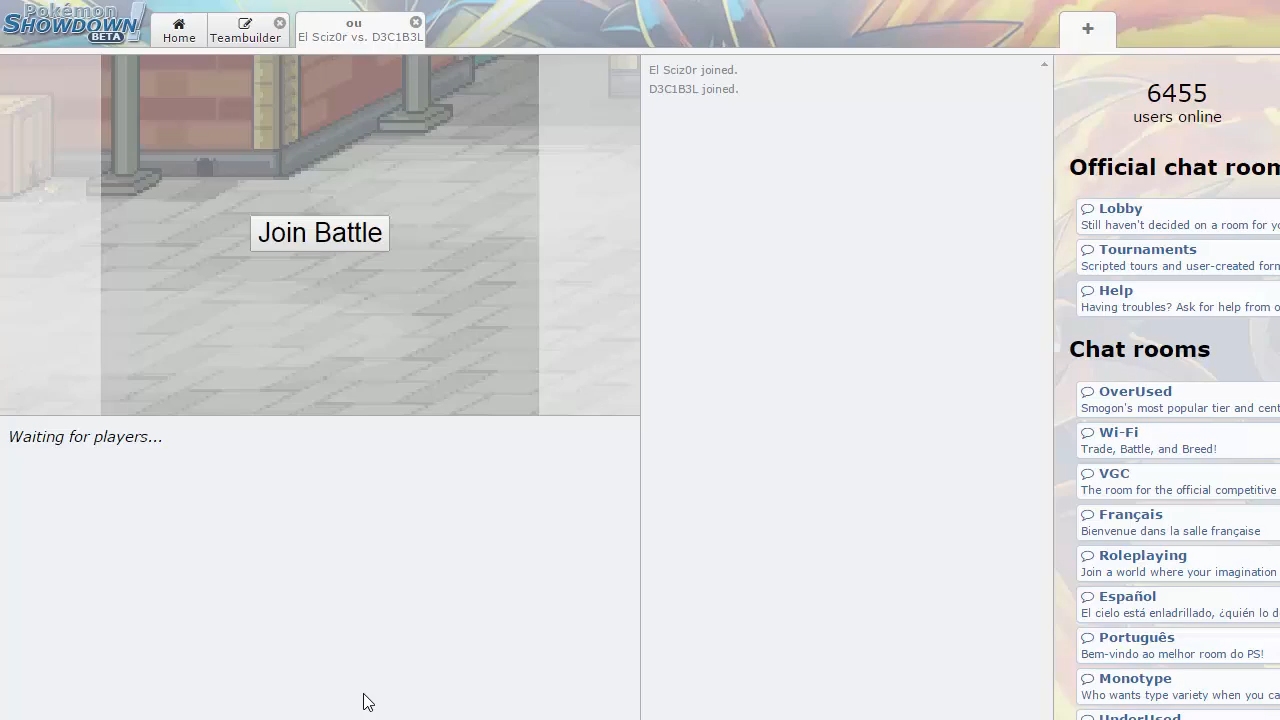 Pokémon
SHOWDOWN!
BETA
Home
Teambuilder
ou
El Sciz0r vs. D3C1B3L
+
El Sciz0r joined.
D3C1B3L joined.
Join Battle
Waiting for players...
6455
users online
Official chat room
Lobby
Still haven't decided on a room for yo
Tournaments
Scripted tours and user-created form
Help
Having troubles? Ask for help from o
Chat rooms
OverUsed
Smogon's most popular tier and cent
Wi-Fi
Trade, Battle, and Breed!
VGC
The room for the official competitive
Français
Bienvenue dans la salle française
Roleplaying
Join a world where your imagination
Español
El cielo está enladrillado, ¿quién lo d
Português
Bem-vindo ao melhor room do PS!
Monotype
Who wants type variety when you ca
UnderUsed